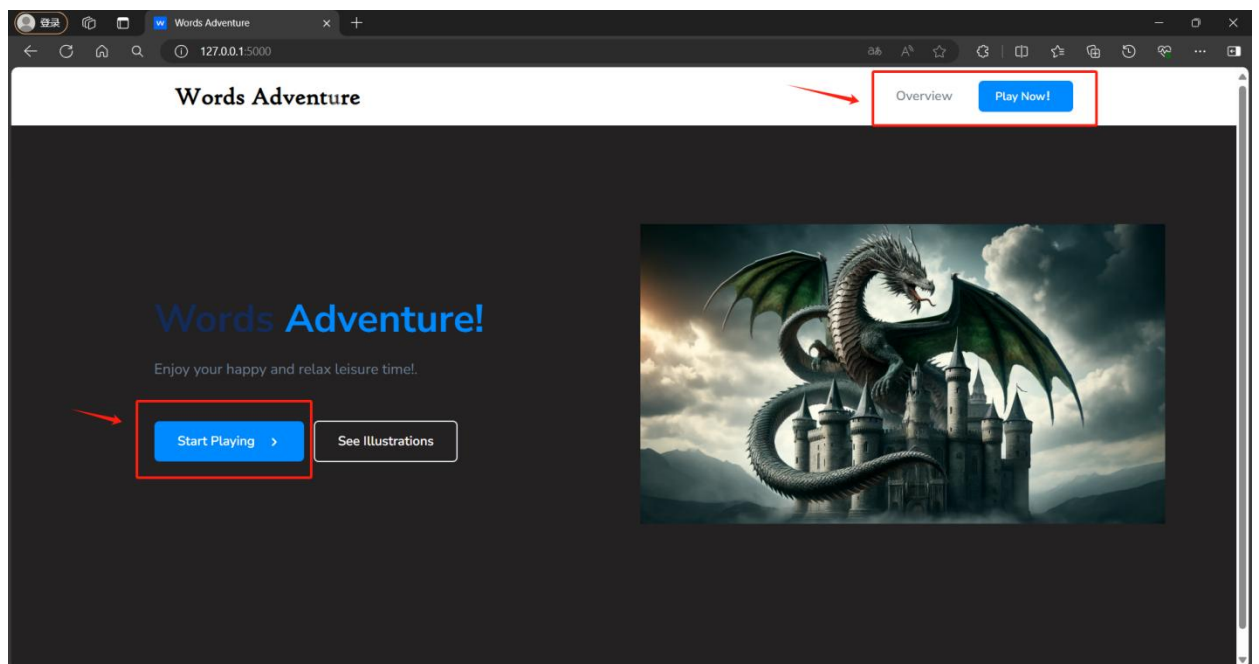 登录
Words Adventure
127.0.0.1:5000
Words Adventure
Overview
Play Now!
Words Adventure!
Enjoy your happy and relax leisure time!.
Start Playing
See Illustrations